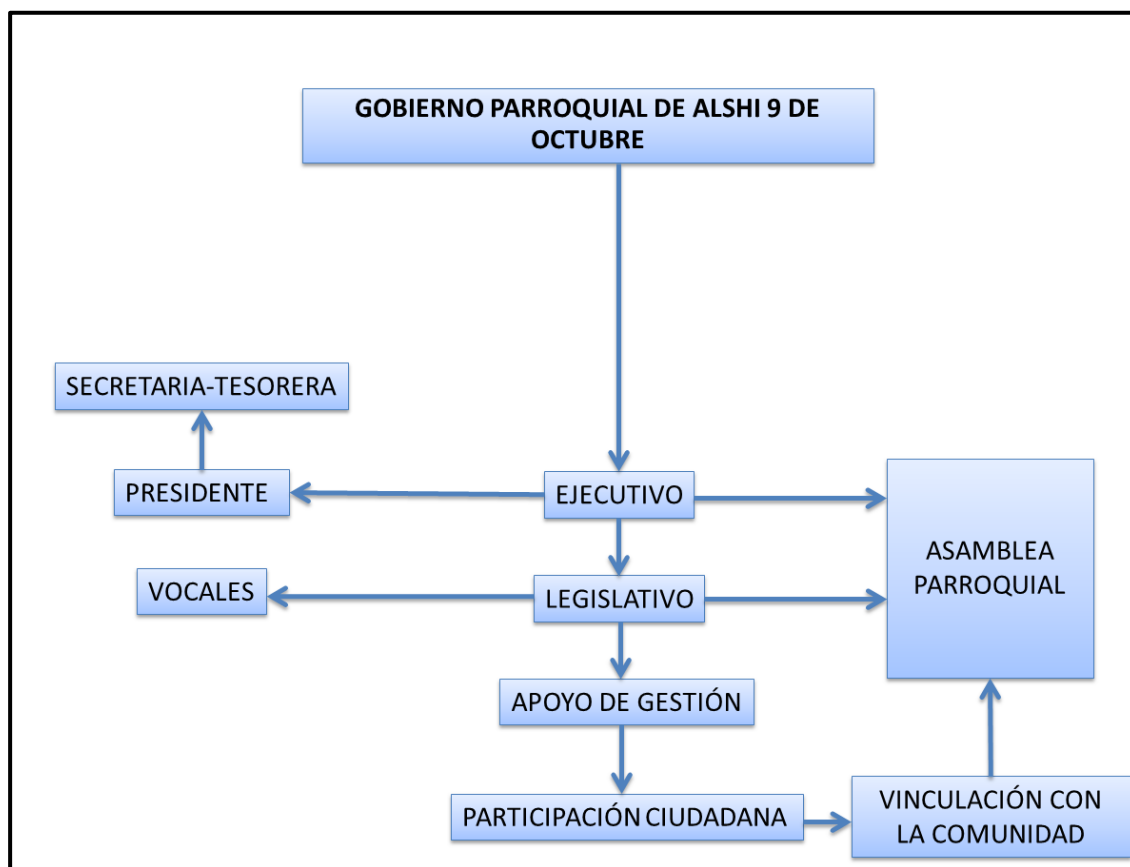 GOBIERNO PARROQUIAL DE ALSHI 9 DE
OCTUBRE
SECRETARIA-TESORERA
PRESIDENTE
EJECUTIVO
ASAMBLEA
PARROQUIAL
VOCALES
LEGISLATIVO
APOYO DE GESTIÓN
PARTICIPACIÓN CIUDADANA
VINCULACIÓN CON
LA COMUNIDAD